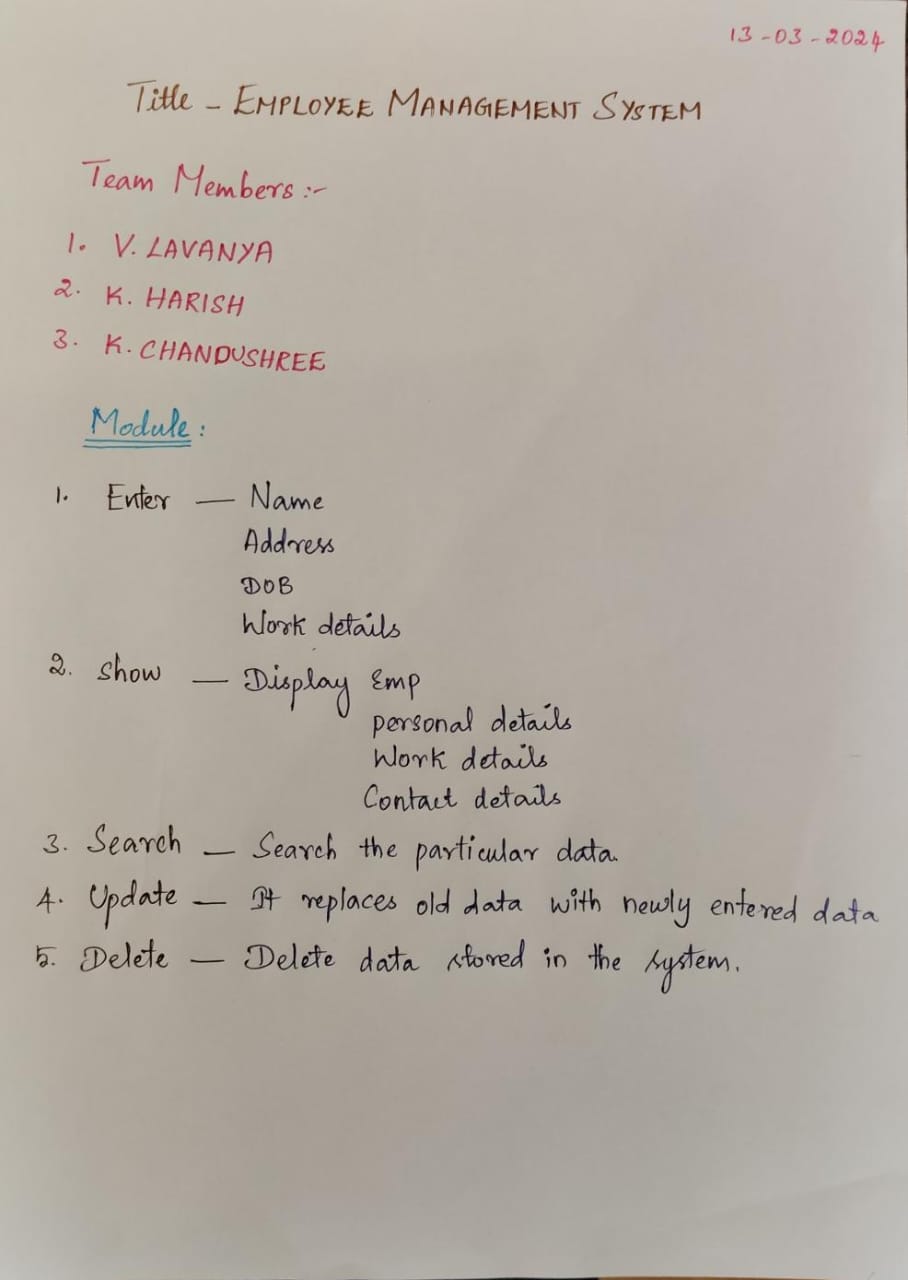 13-03-2024
Title - EMPLOYEE MANAGEMENT SYSTEM
Team Members :-
1. V. LAVANYA
2. K. HARISH
3. K. CHANDUSHREE
Module :
1. Enter — Name
Address
DOB
Work details
2. Show — Display Emp
personal details
Work details
Contact details
3. Search — Search the particular data.
4. Update — It replaces old data with newly entered data
5. Delete — Delete data stored in the system.